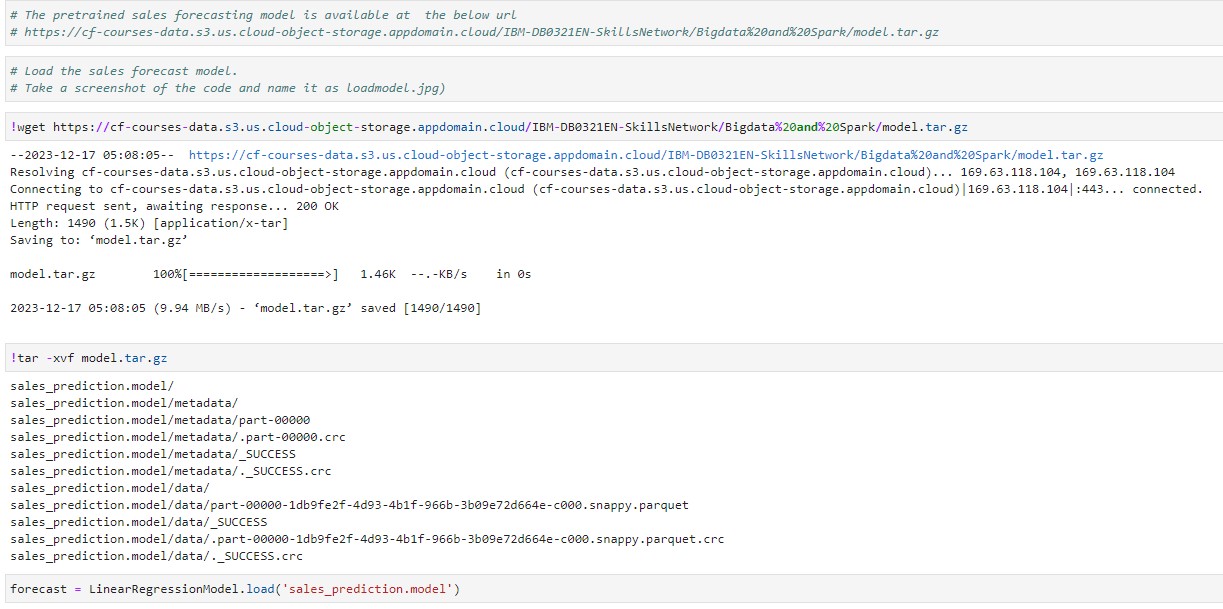 # The pretrained sales forecasting model is available at  the below url
# https://cf-courses-data.s3.us.cloud-object-storage.appdomain.cloud/IBM-DB0321EN-SkillsNetwork/Bigdata%20and%20Spark/model.tar.gz
# Load the sales forecast model.
# Take a screenshot of the code and name it as loadmodel.jpg)
!wget https://cf-courses-data.s3.us.cloud-object-storage.appdomain.cloud/IBM-DB0321EN-SkillsNetwork/Bigdata%20and%20Spark/model.tar.gz
--2023-12-17 05:08:05--  https://cf-courses-data.s3.us.cloud-object-storage.appdomain.cloud/IBM-DB0321EN-SkillsNetwork/Bigdata%20and%20Spark/model.tar.gz
Resolving cf-courses-data.s3.us.cloud-object-storage.appdomain.cloud (cf-courses-data.s3.us.cloud-object-storage.appdomain.cloud)... 169.63.118.104, 169.63.118.104
Connecting to cf-courses-data.s3.us.cloud-object-storage.appdomain.cloud (cf-courses-data.s3.us.cloud-object-storage.appdomain.cloud)|169.63.118.104|:443... connected.
HTTP request sent, awaiting response... 200 OK
Length: 1490 (1.5K) [application/x-tar]
Saving to: ‘model.tar.gz’
model.tar.gz        100%[===================>]   1.46K  --.-KB/s    in 0s
2023-12-17 05:08:05 (9.94 MB/s) - ‘model.tar.gz’ saved [1490/1490]
!tar -xvf model.tar.gz
sales_prediction.model/
sales_prediction.model/metadata/
sales_prediction.model/metadata/part-00000
sales_prediction.model/metadata/.part-00000.crc
sales_prediction.model/metadata/_SUCCESS
sales_prediction.model/metadata/._SUCCESS.crc
sales_prediction.model/data/
sales_prediction.model/data/part-00000-1db9fe2f-4d93-4b1f-966b-3b09e72d664e-c000.snappy.parquet
sales_prediction.model/data/_SUCCESS
sales_prediction.model/data/.part-00000-1db9fe2f-4d93-4b1f-966b-3b09e72d664e-c000.snappy.parquet.crc
sales_prediction.model/data/._SUCCESS.crc
forecast = LinearRegressionModel.load('sales_prediction.model')